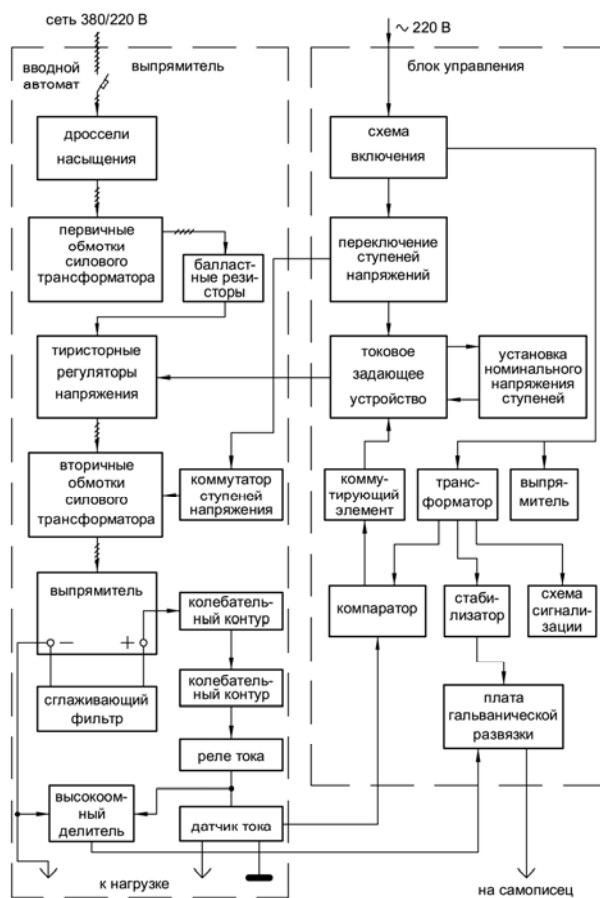 сеть 380/220 В
~ 220 В
вводной
автомат
выпрямитель
блок управления
дроссели
насыщения
схема
включения
первичные
обмотки
силового
трансформатора
балласт-
ные рези-
сторы
переключение
ступеней
напряжений
тиристорные
регуляторы
напряжения
токовое
задающее
устройство
установка
номинального
напряжения
ступеней
вторичные
обмотки
силового
трансформатора
коммутатор
ступеней
напряжения
комму-
тирующий
элемент
транс-
форматор
выпря-
митель
выпрямитель
− +
колебатель-
ный контур
компаратор
стаби-
лизатор
схема
сигнали-
зации
сглаживающий
фильтр
колебатель-
ный контур
реле тока
плата
гальванической
развязки
высокоом-
ный
делитель
датчик тока
к нагрузке
на самописец